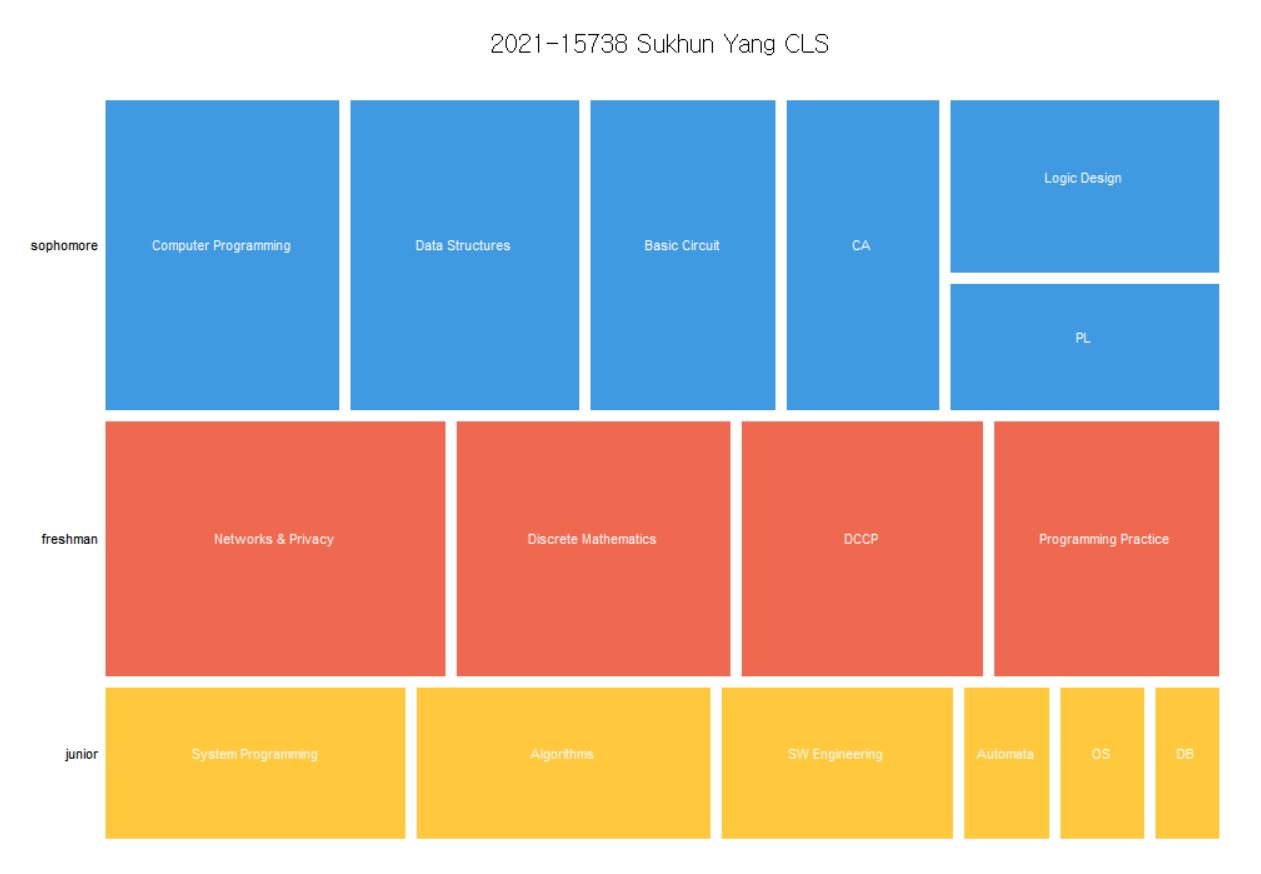 2021-15738 Sukhun Yang CLS
sophomore
Computer Programming
Data Structures
Basic Circuit
CA
Logic Design
PL
freshman
Networks & Privacy
Discrete Mathematics
DCCP
Programming Practice
junior
System Programming
Algorithms
SW Engineering
Automata
OS
DB